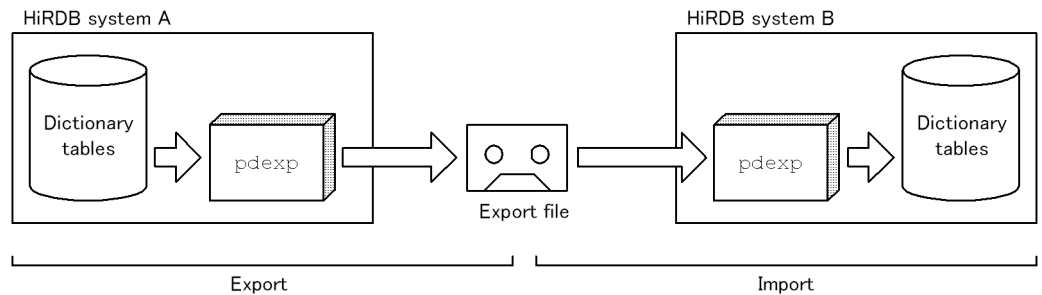 HiRDB system A
HiRDB system B
Dictionary
tables
pdexp
Export file
pdexp
Dictionary
tables
Export
Import